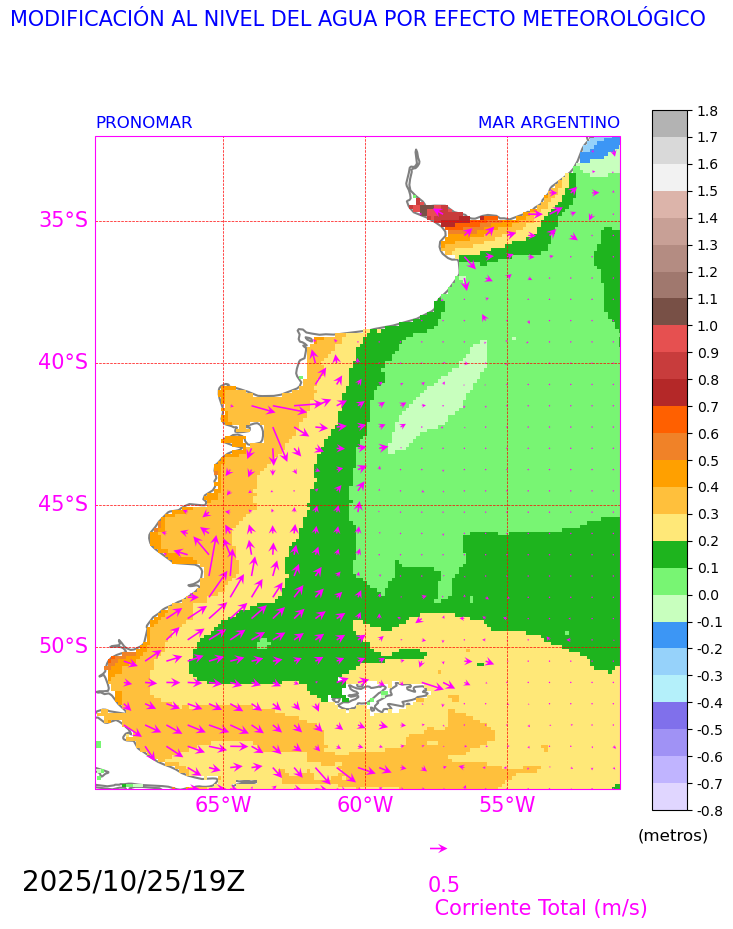 MODIFICACIÓN AL NIVEL DEL AGUA POR EFECTO METEOROLÓGICO
PRONOMAR
MAR ARGENTINO
35°S
40°S
45°S
50°S
65°W
60°W
55°W
1.8
1.7
1.6
1.5
1.4
1.3
1.2
1.1
1.0
0.9
0.8
0.7
0.6
0.5
0.4
0.3
0.2
0.1
0.0
-0.1
-0.2
-0.3
-0.4
-0.5
-0.6
-0.7
-0.8
(metros)
2025/10/25/19Z
0.5
Corriente Total (m/s)